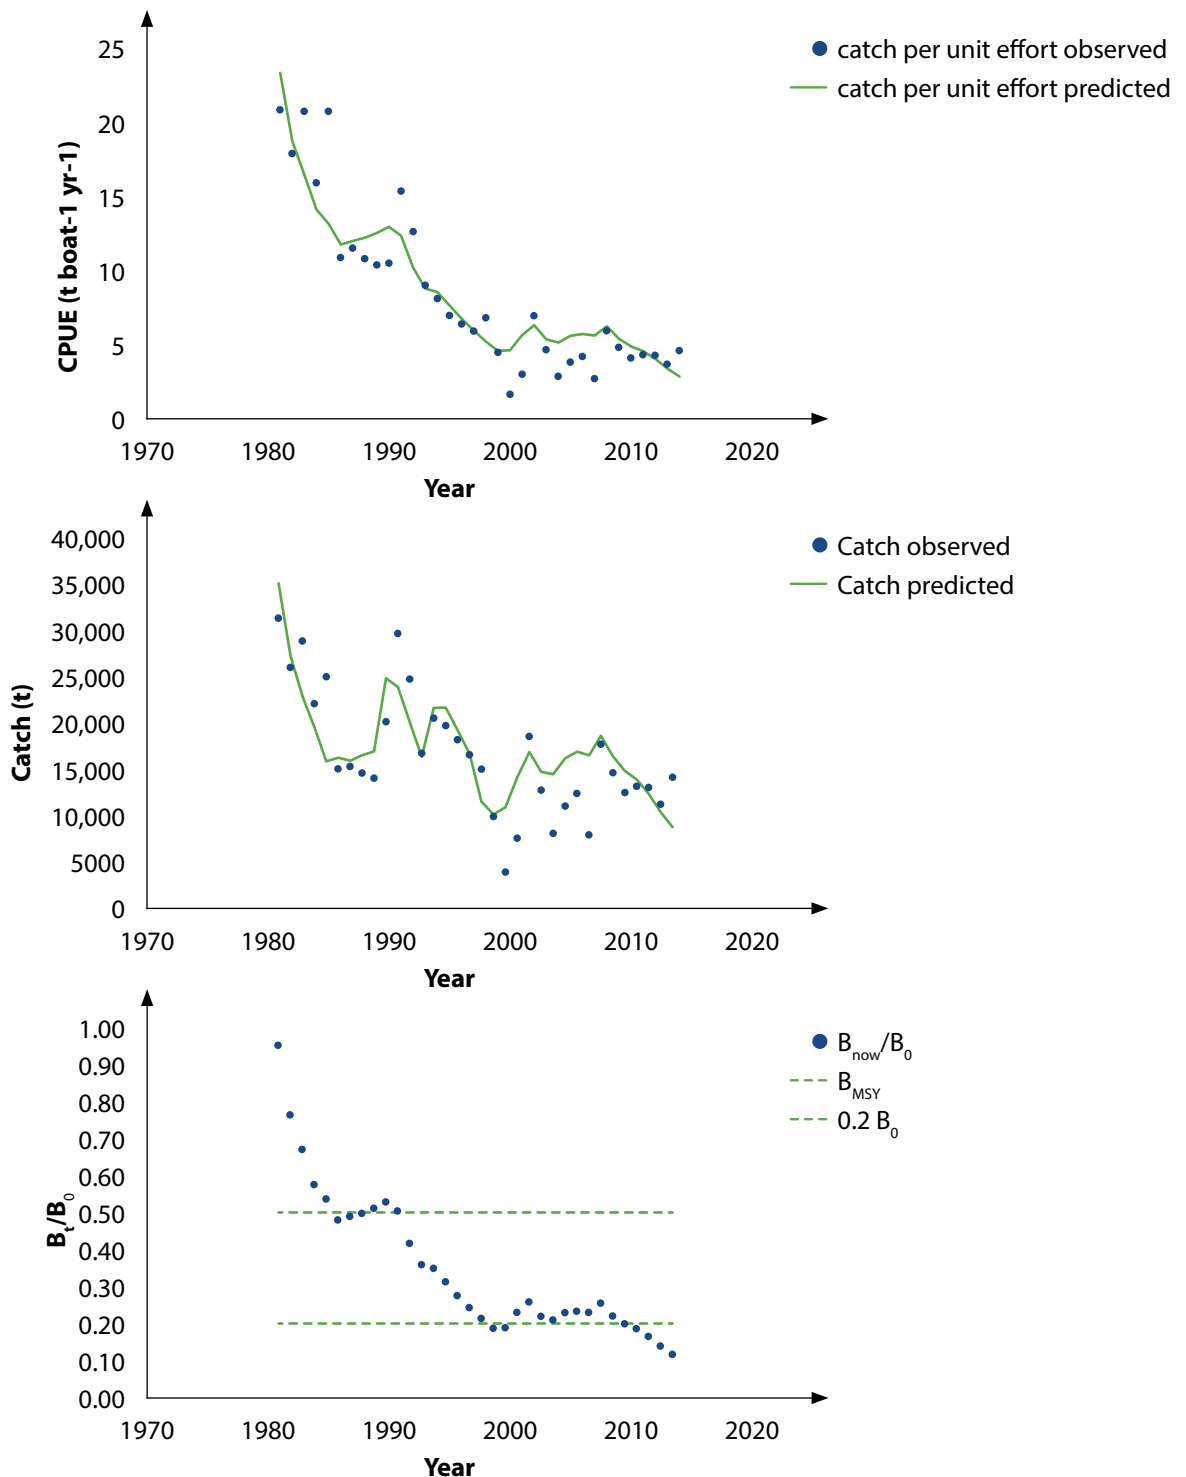 25
20
15
10
5
0
CPUE (t boat-1 yr-1)
1970 1980 1990 2000 2010 2020
Year
catch per unit effort observed
catch per unit effort predicted
40,000
35,000
30,000
25,000
20,000
15,000
10,000
5000
0
Catch (t)
1970 1980 1990 2000 2010 2020
Year
Catch observed
Catch predicted
1.00
0.90
0.80
0.70
0.60
0.50
0.40
0.30
0.20
0.10
0.00
Bt/B0
1970 1980 1990 2000 2010 2020
Year
Bnow/B0
BMSY
0.2 B0